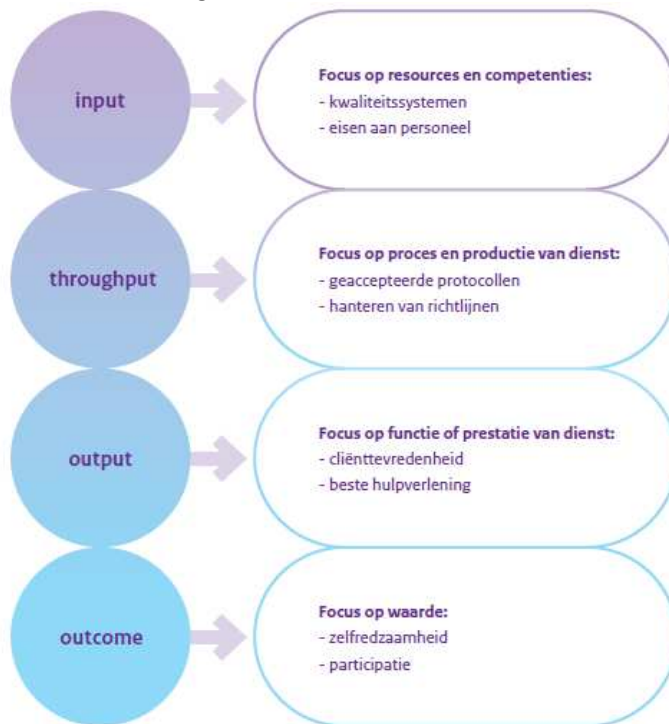 input
Focus op resources en competenties:
- kwaliteitssystemen
- eisen aan personeel
throughput
Focus op proces en productie van dienst:
- geaccepteerde protocollen
- hanteren van richtlijnen
output
Focus op functie of prestatie van dienst:
- cliënttevredenheid
- beste hulpverlening
outcome
Focus op waarde:
- zelfredzaamheid
- participatie